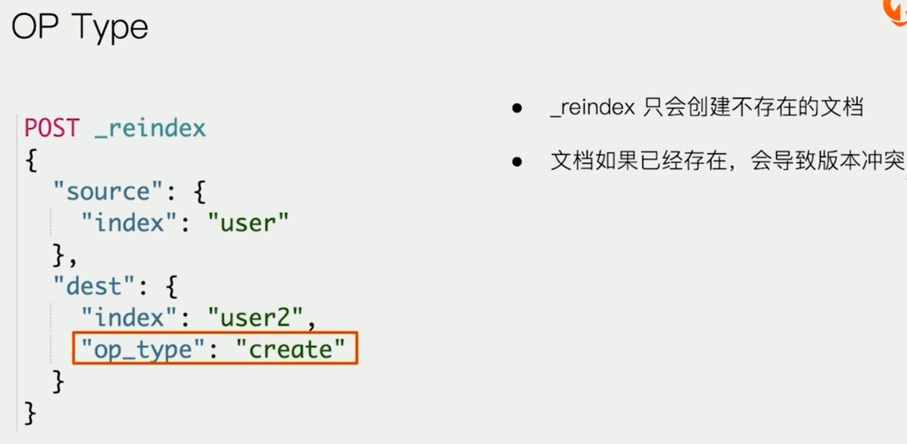 OP Type
POST _reindex
{
"source": {
"index": "user"
},
"dest": {
"index": "user2",
"op_type": "create"
}
}
_reindex 只会创建不存在的文档
文档如果已经存在，会导致版本冲突